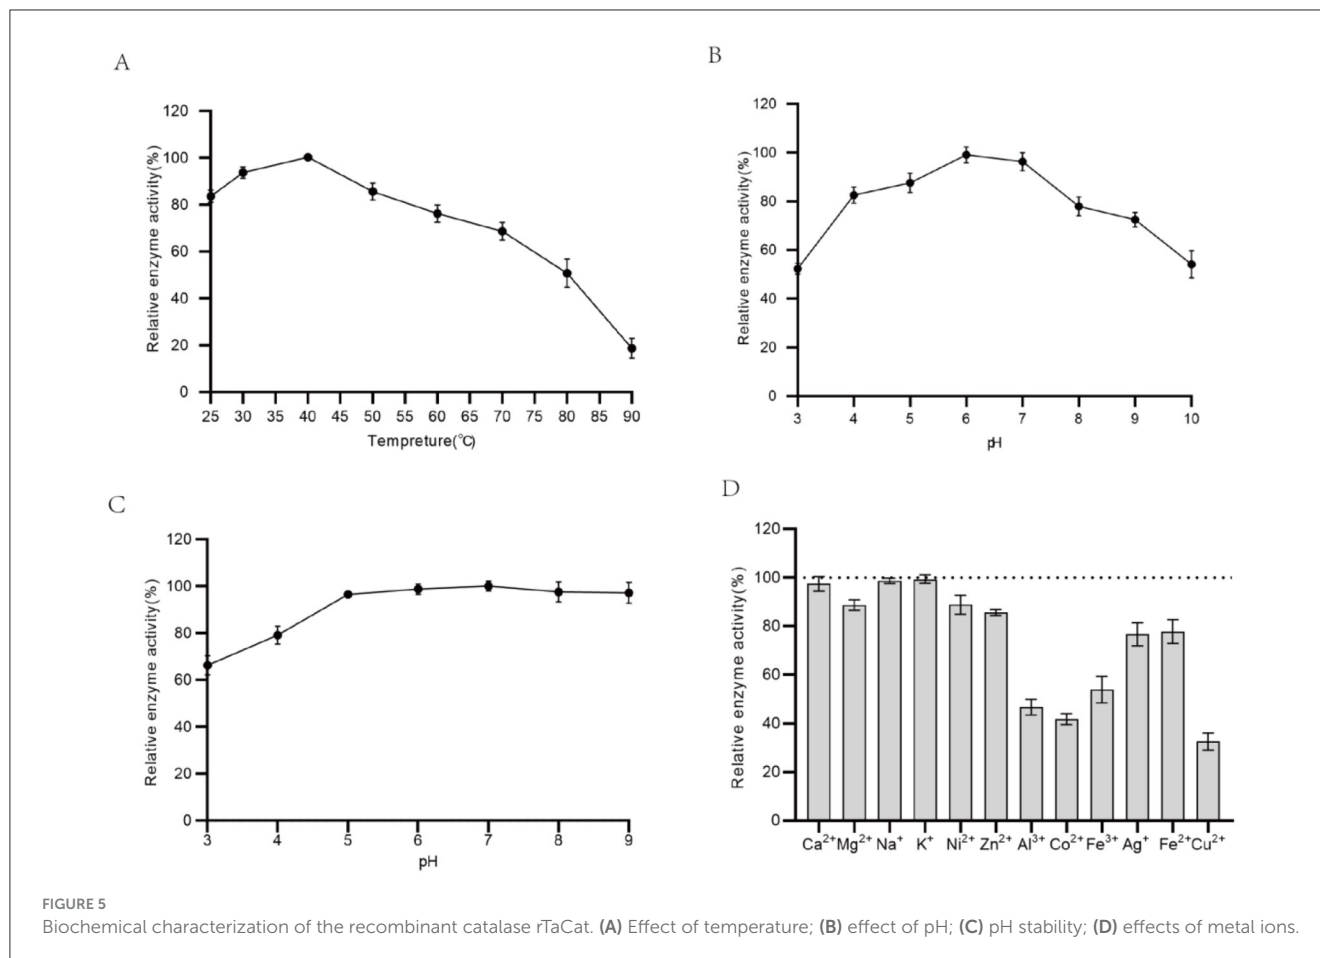 A
120
100
80
60
40
20
0
Relative enzyme activity(%)
25 30 35 40 45 50 55 60 65 70 75 80 85 90
Tempreture(℃)
B
120
100
80
60
40
20
0
Relative enzyme activity(%)
3 4 5 6 7 8 9 10
pH
C
120
100
80
60
40
20
0
Relative enzyme activity(%)
3 4 5 6 7 8 9
pH
D
120
100
80
60
40
20
0
Relative enzyme activity(%)
Ca²⁺ Mg²⁺ Na⁺ K⁺ Ni²⁺ Zn²⁺ Al³⁺ Co²⁺ Fe³⁺ Ag⁺ Fe²⁺ Cu²⁺
FIGURE 5
Biochemical characterization of the recombinant catalase rTaCat. (A) Effect of temperature; (B) effect of pH; (C) pH stability; (D) effects of metal ions.